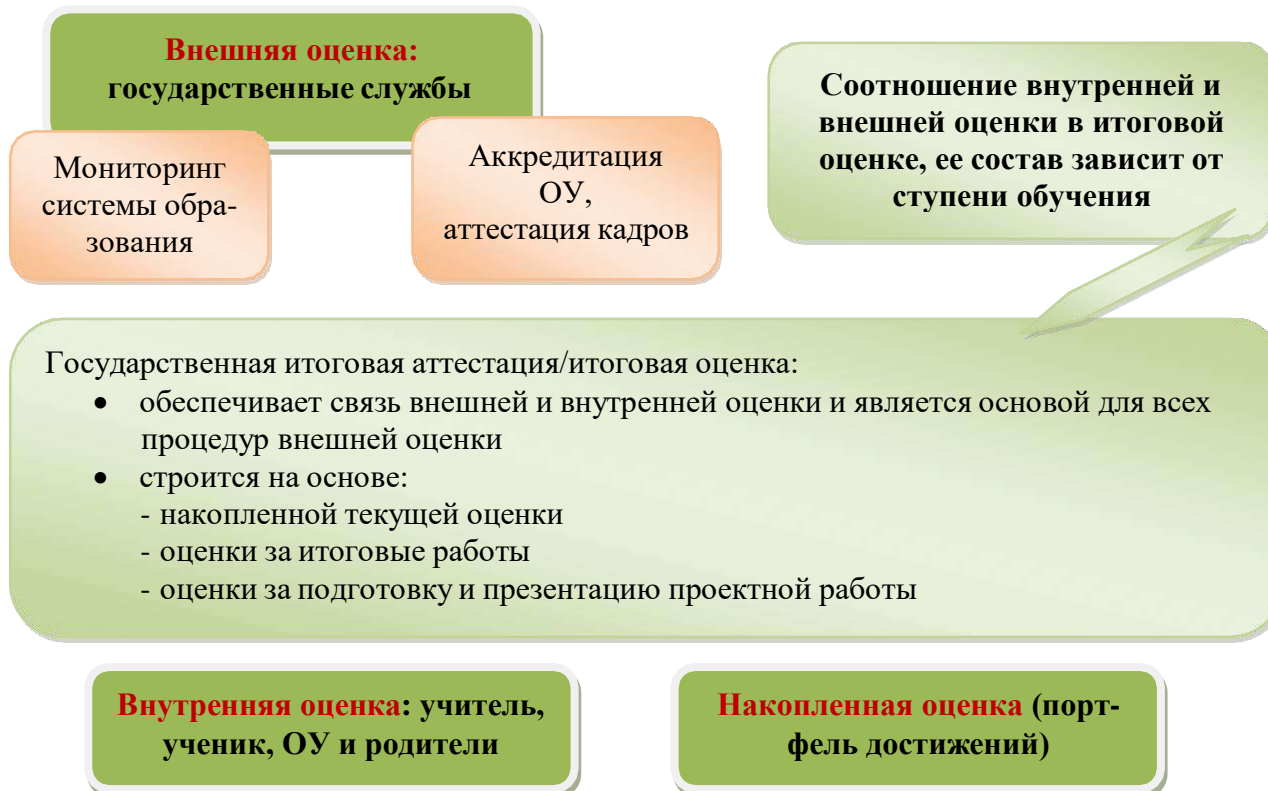 Внешняя оценка:
государственные службы
Мониторинг
системы обра-
зования
Аккредитация
ОУ,
аттестация кадров
Соотношение внутренней и
внешней оценки в итоговой
оценке, ее состав зависит от
ступени обучения
Государственная итоговая аттестация/итоговая оценка:
• обеспечивает связь внешней и внутренней оценки и является основой для всех
процедур внешней оценки
• строится на основе:
- накопленной текущей оценки
- оценки за итоговые работы
- оценки за подготовку и презентацию проектной работы
Внутренняя оценка: учитель,
ученик, ОУ и родители
Накопленная оценка (порт-
фель достижений)